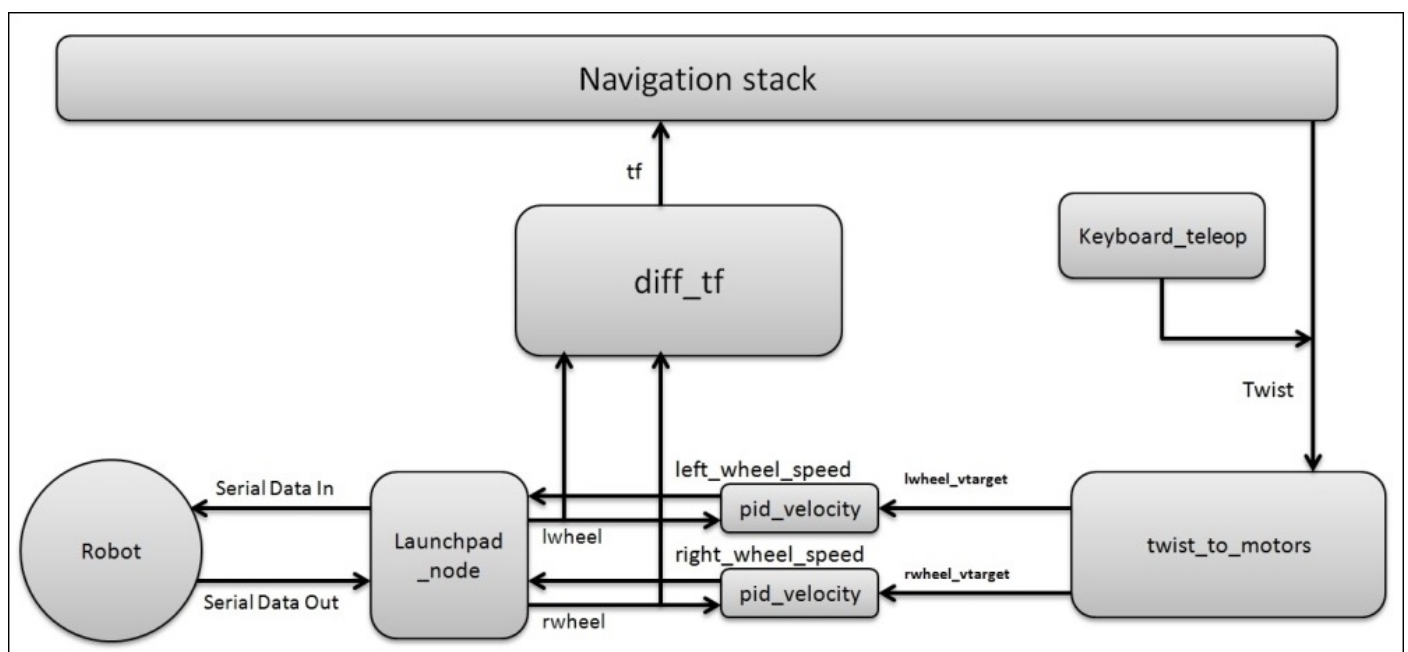 Navigation stack
tf
Keyboard_teleop
diff_tf
Twist
left_wheel_speed
lwheel_vtarget
Serial Data In
pid_velocity
lwheel
Robot
Launchpad
_node
twist_to_motors
right_wheel_speed
rwheel_vtarget
Serial Data Out
pid_velocity
rwheel